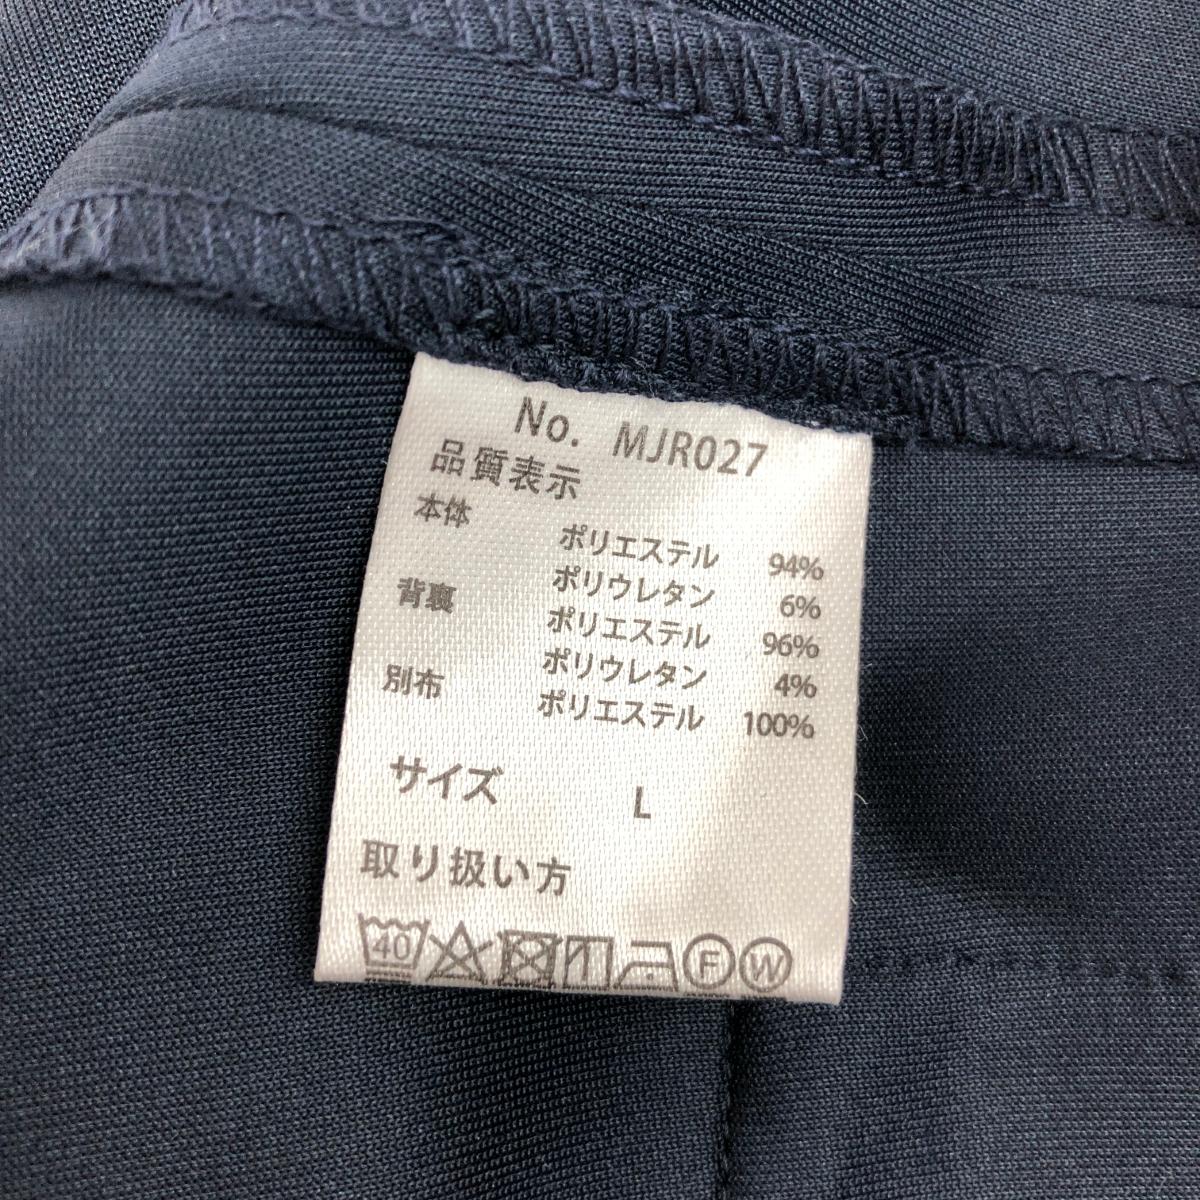 No. MJR027
品質表示
本体 ポリエステル 94%
ポリウレタン 6%
背裏 ポリエステル 96%
ポリウレタン 4%
別布 ポリエステル 100%
サイズ L
取り扱い方
40 F W